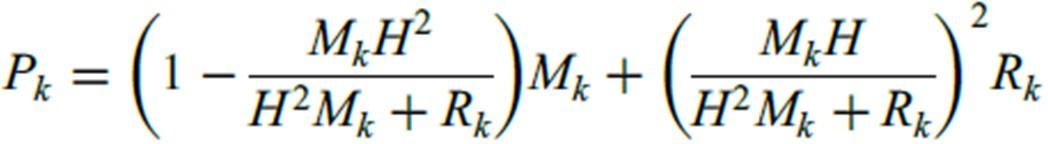 P_k = \left(1 - \frac{M_k H^2}{H^2 M_k + R_k}\right) M_k + \left(\frac{M_k H}{H^2 M_k + R_k}\right)^2 R_k